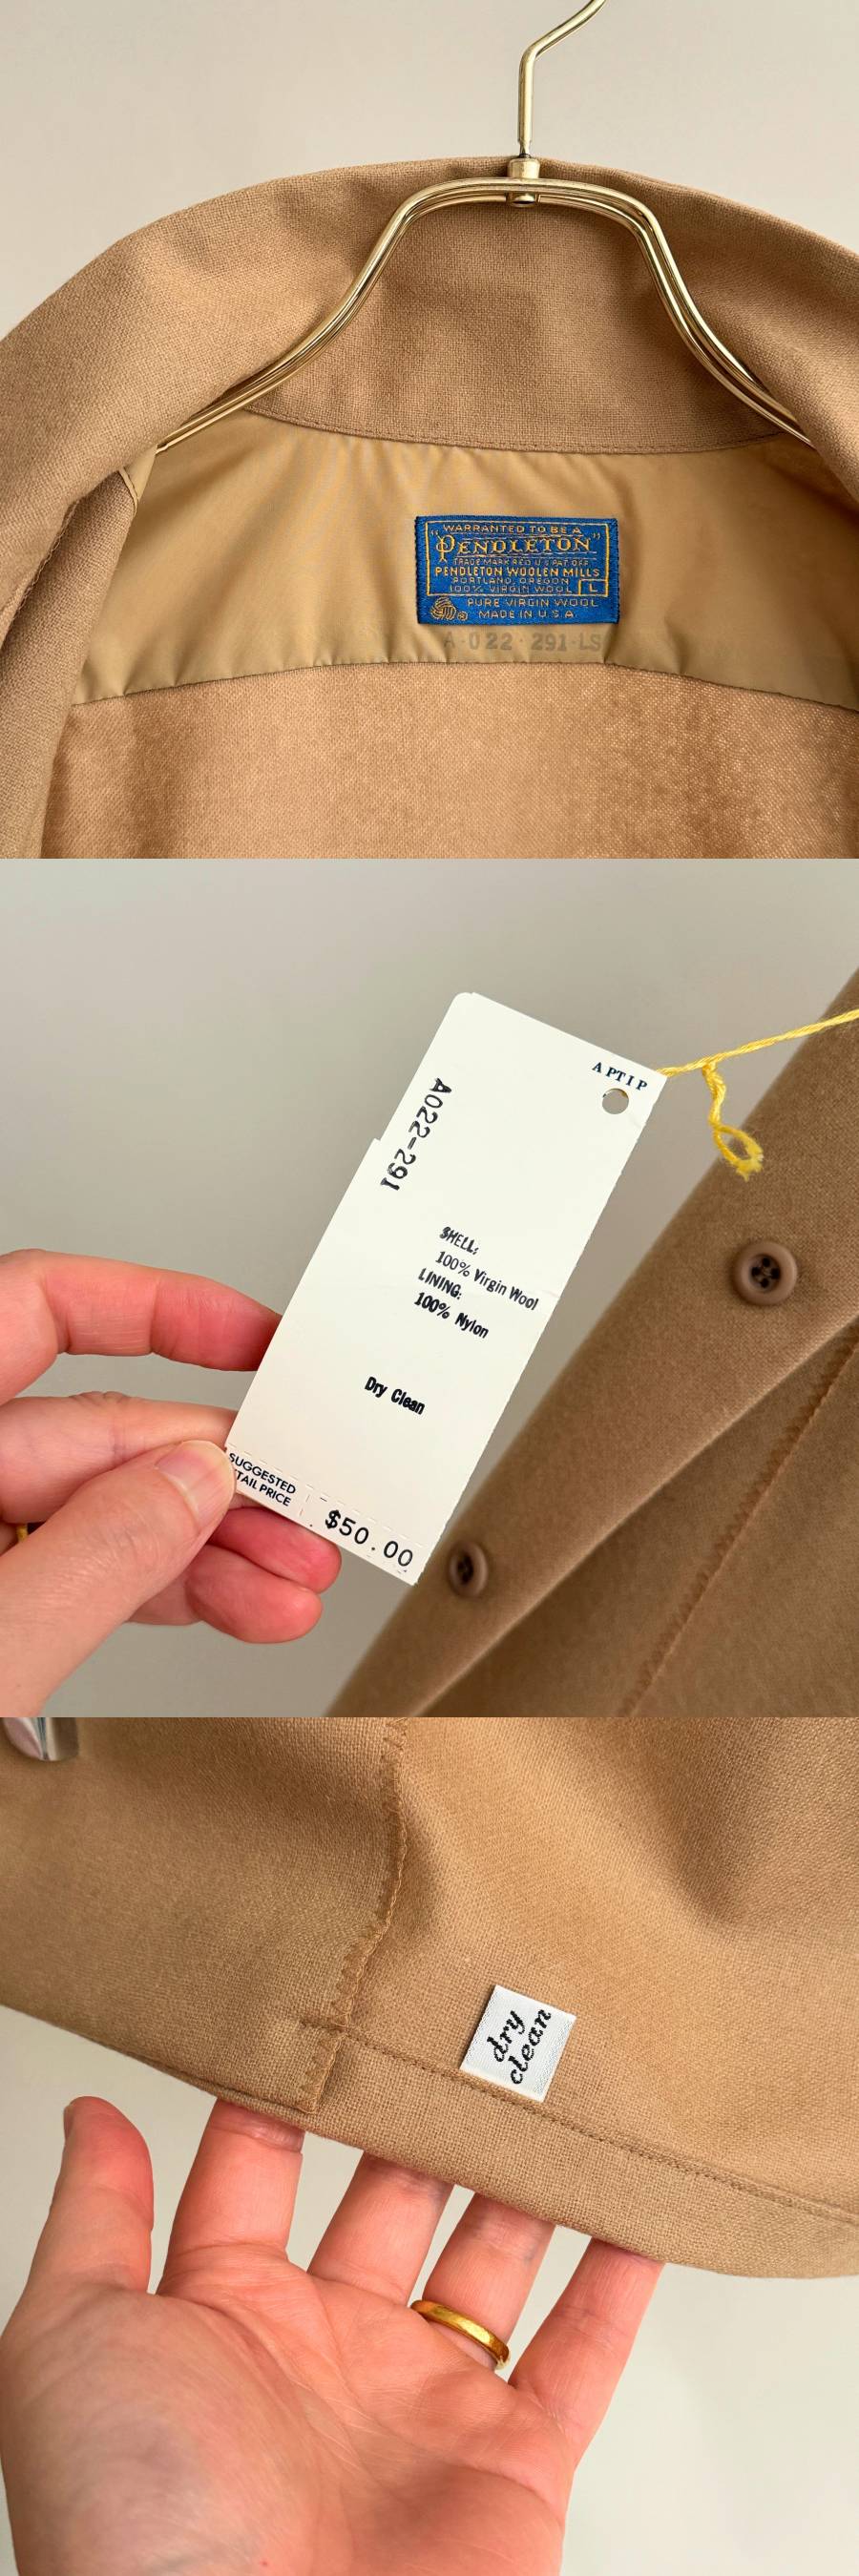 WARRANTED TO BE A
"PENDLETON"
TRADE MARK REG. U.S. PAT. OFF.
PENDLETON WOOLEN MILLS
PORTLAND, OREGON
100% VIRGIN WOOL L
PURE VIRGIN WOOL
MADE IN U.S.A.
A-022-291-LS
APTIP
A022-291
SHELL:
100% Virgin Wool
LINING:
100% Nylon
Dry Clean
SUGGESTED
TAIL PRICE
$50.00
dry
clean